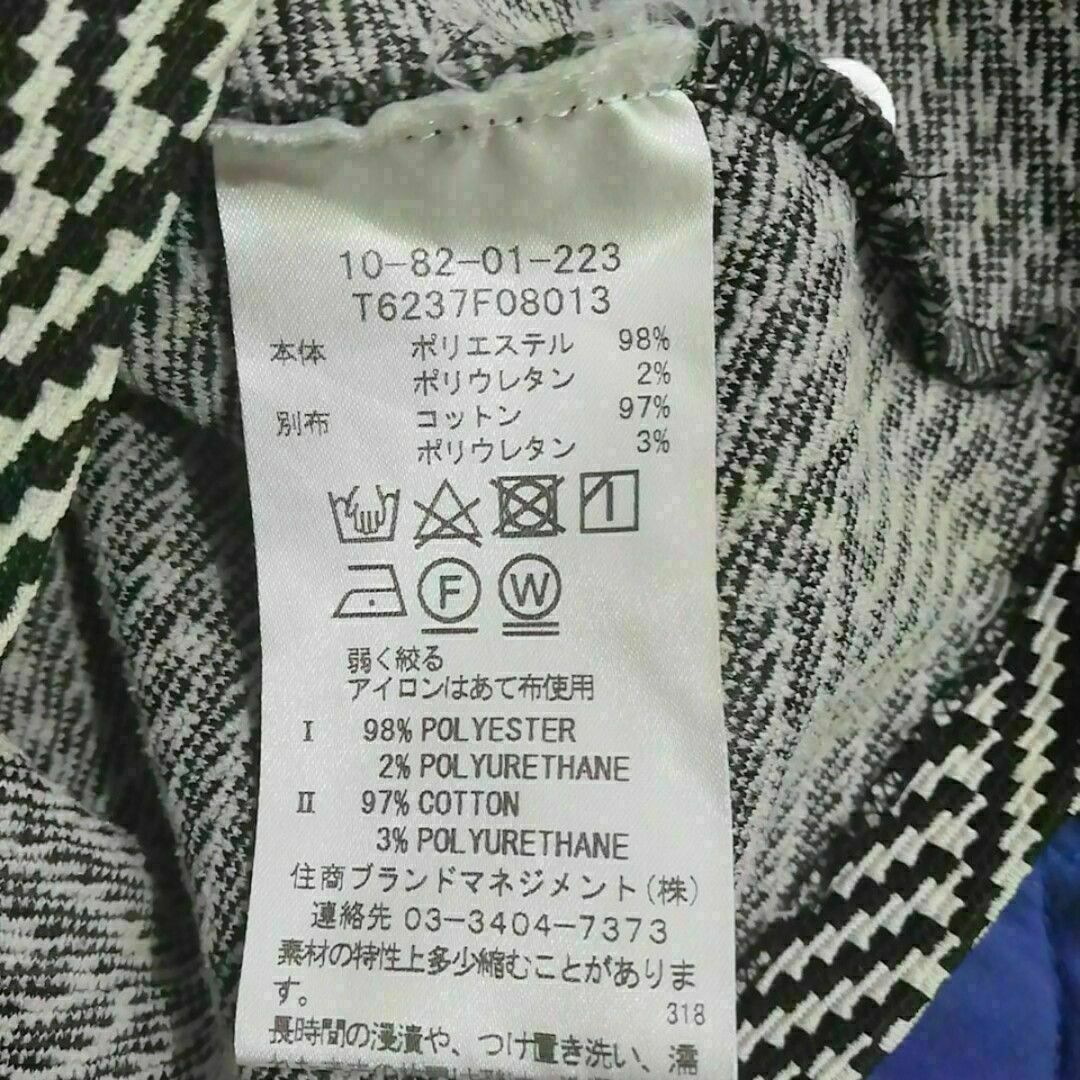 10-82-01-223
T6237F08013
本体 ポリエステル 98%
ポリウレタン 2%
別布 コットン 97%
ポリウレタン 3%
F W
弱く絞る
アイロンはあて布使用
Ⅰ 98% POLYESTER
2% POLYURETHANE
Ⅱ 97% COTTON
3% POLYURETHANE
住商ブランドマネジメント(株)
連絡先 03-3404-7373
素材の特性上多少縮むことがありま
す。
318
長時間の浸漬や、つけ置き洗い、濡